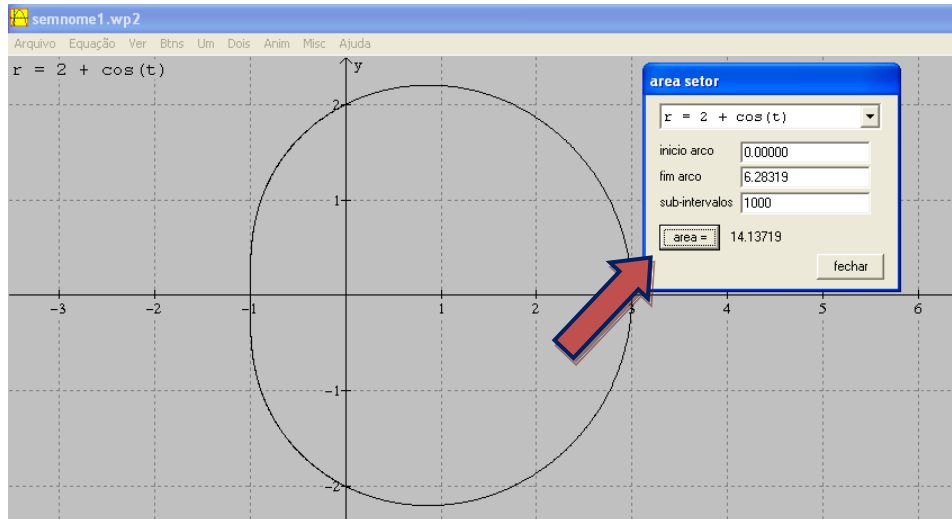 semnome1.wp2
Arquivo Equação Ver Btns Um Dois Anim Misc Ajuda
r = 2 + cos(t)
y
area setor
r = 2 + cos(t)
inicio arco 0.00000
fim arco 6.28319
sub-intervalos 1000
area = 14.13719
fechar
2
1
-3 -2 -1 1 2 3 4 5 6
-1
-2